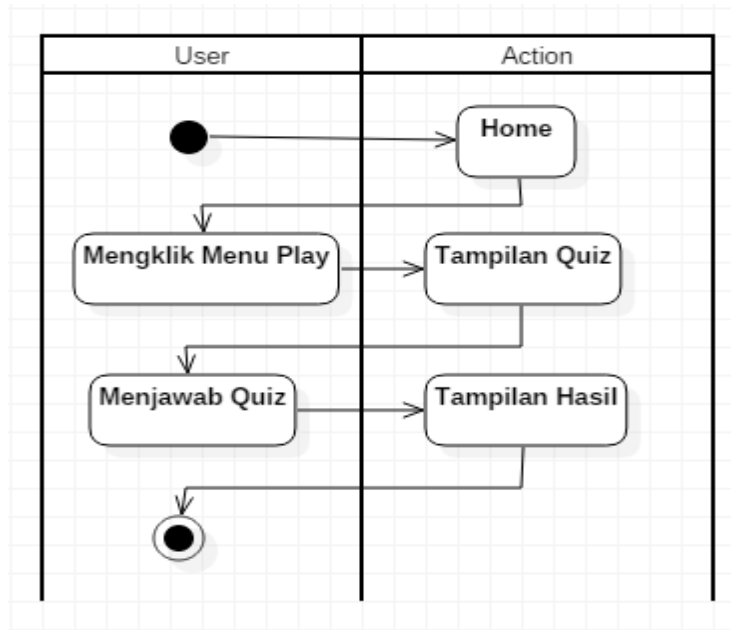 User
Action
Home
Mengklik Menu Play
Tampilan Quiz
Menjawab Quiz
Tampilan Hasil